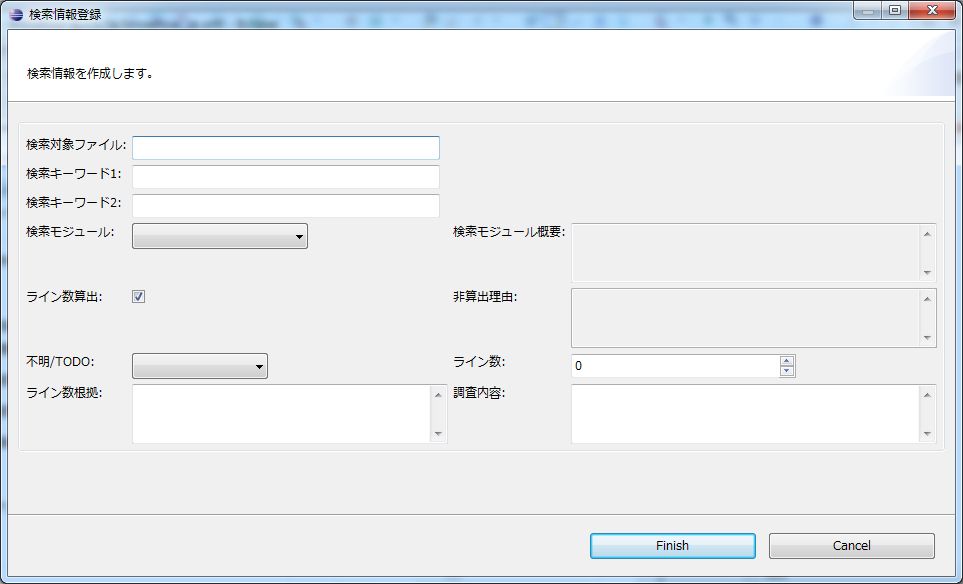 検索情報登録
検索情報を作成します。
検索対象ファイル:
検索キーワード1:
検索キーワード2:
検索モジュール: 検索モジュール概要:
ライン数算出: 非算出理由:
不明/TODO: ライン数: 0
ライン数根拠: 調査内容:
Finish Cancel